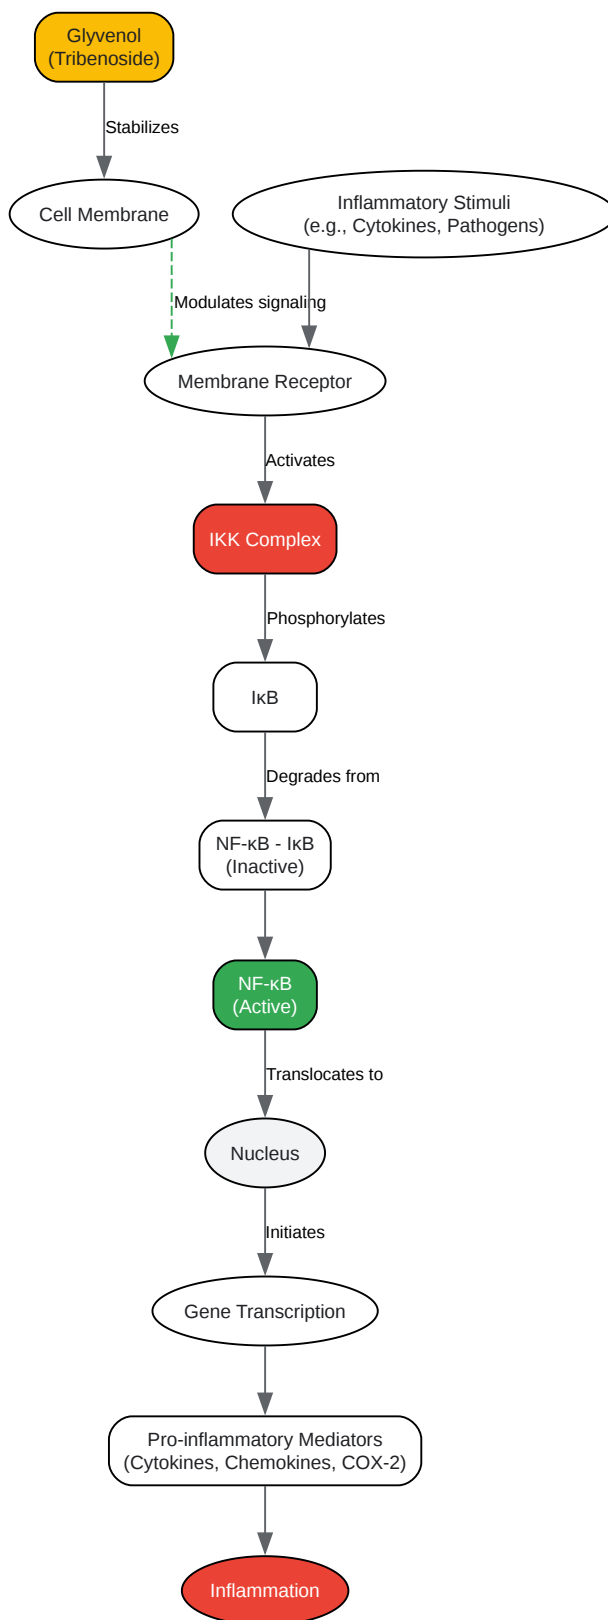 Glyvenol
(Tribenoside)
Stabilizes
Cell Membrane
Inflammatory Stimuli
(e.g., Cytokines, Pathogens)
Modulates signaling
Membrane Receptor
Activates
IKK Complex
Phosphorylates
IκB
Degrades from
NF-κB - IκB
(Inactive)
NF-κB
(Active)
Translocates to
Nucleus
Initiates
Gene Transcription
Pro-inflammatory Mediators
(Cytokines, Chemokines, COX-2)
Inflammation